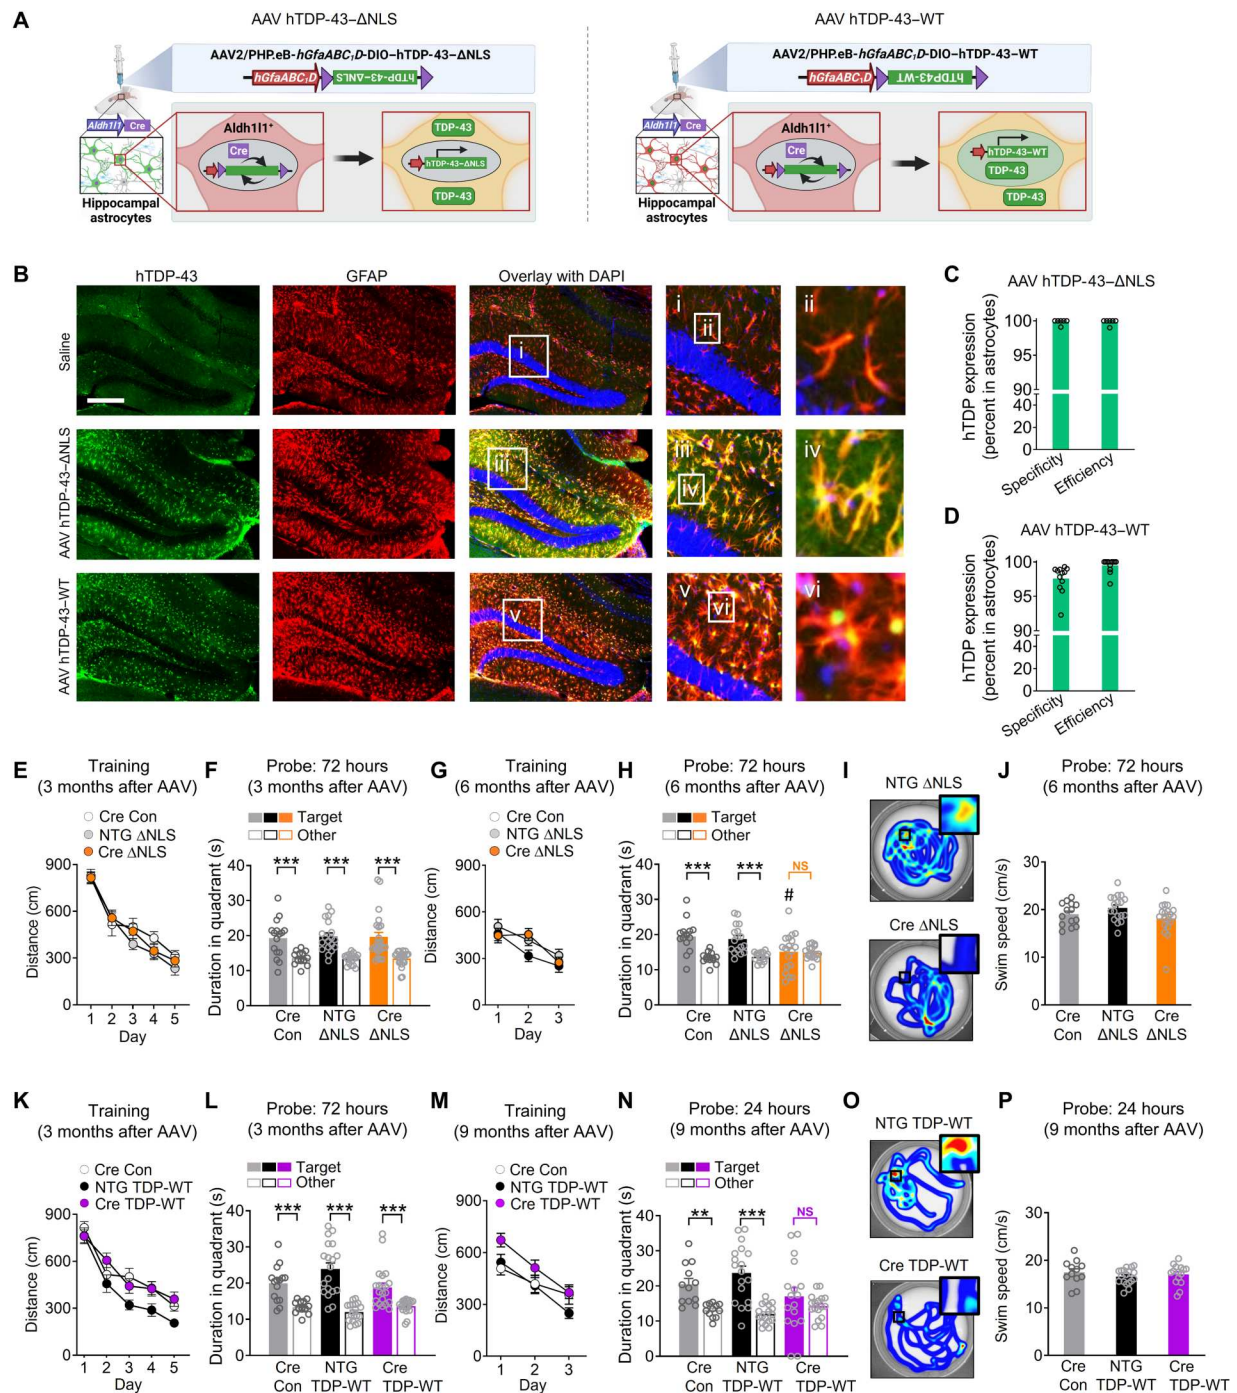 A
AAV hTDP-43–ΔNLS
AAV2/PHP.eB-hGfaABC₁D-DIO–hTDP-43–ΔNLS
hGfaABC₁D
hTDP-43–ΔNLS
Aldh1l1
Cre
Aldh1l1⁺
Cre
TDP-43
hTDP-43–ΔNLS
TDP-43
Hippocampal
astrocytes
AAV hTDP-43–WT
AAV2/PHP.eB-hGfaABC₁D-DIO–hTDP-43–WT
hGfaABC₁D
hTDP43-WT
Aldh1l1
Cre
Aldh1l1⁺
Cre
hTDP-43–WT
TDP-43
TDP-43
Hippocampal
astrocytes
B
hTDP-43
GFAP
Overlay with DAPI
Saline
i
i
ii
ii
AAV hTDP-43–ΔNLS
iii
iii
iv
iv
AAV hTDP-43–WT
v
v
vi
vi
C
AAV hTDP-43–ΔNLS
hTDP expression
(percent in astrocytes)
100
95
90
40
20
0
Specificity
Efficiency
D
AAV hTDP-43–WT
hTDP expression
(percent in astrocytes)
100
95
90
40
20
0
Specificity
Efficiency
E
Training
(3 months after AAV)
Cre Con
NTG ΔNLS
Cre ΔNLS
Distance (cm)
900
600
300
0
1 2 3 4 5
Day
F
Probe: 72 hours
(3 months after AAV)
Target
Other
Duration in quadrant (s)
40
30
20
10
0
*** *** ***
Cre Con
NTG ΔNLS
Cre ΔNLS
G
Training
(6 months after AAV)
Cre Con
NTG ΔNLS
Cre ΔNLS
Distance (cm)
900
600
300
0
1 2 3
Day
H
Probe: 72 hours
(6 months after AAV)
Target
Other
Duration in quadrant (s)
40
30
20
10
0
*** *** NS
#
Cre Con
NTG ΔNLS
Cre ΔNLS
I
NTG ΔNLS
Cre ΔNLS
J
Probe: 72 hours
(6 months after AAV)
Swim speed (cm/s)
30
20
10
0
Cre Con
NTG ΔNLS
Cre ΔNLS
K
Training
(3 months after AAV)
Cre Con
NTG TDP-WT
Cre TDP-WT
Distance (cm)
900
600
300
0
1 2 3 4 5
Day
L
Probe: 72 hours
(3 months after AAV)
Target
Other
Duration in quadrant (s)
40
30
20
10
0
*** *** ***
Cre Con
NTG TDP-WT
Cre TDP-WT
M
Training
(9 months after AAV)
Cre Con
NTG TDP-WT
Cre TDP-WT
Distance (cm)
900
600
300
0
1 2 3
Day
N
Probe: 24 hours
(9 months after AAV)
Target
Other
Duration in quadrant (s)
40
30
20
10
0
** *** NS
Cre Con
NTG TDP-WT
Cre TDP-WT
O
NTG TDP-WT
Cre TDP-WT
P
Probe: 24 hours
(9 months after AAV)
Swim speed (cm/s)
30
20
10
0
Cre Con
NTG TDP-WT
Cre TDP-WT